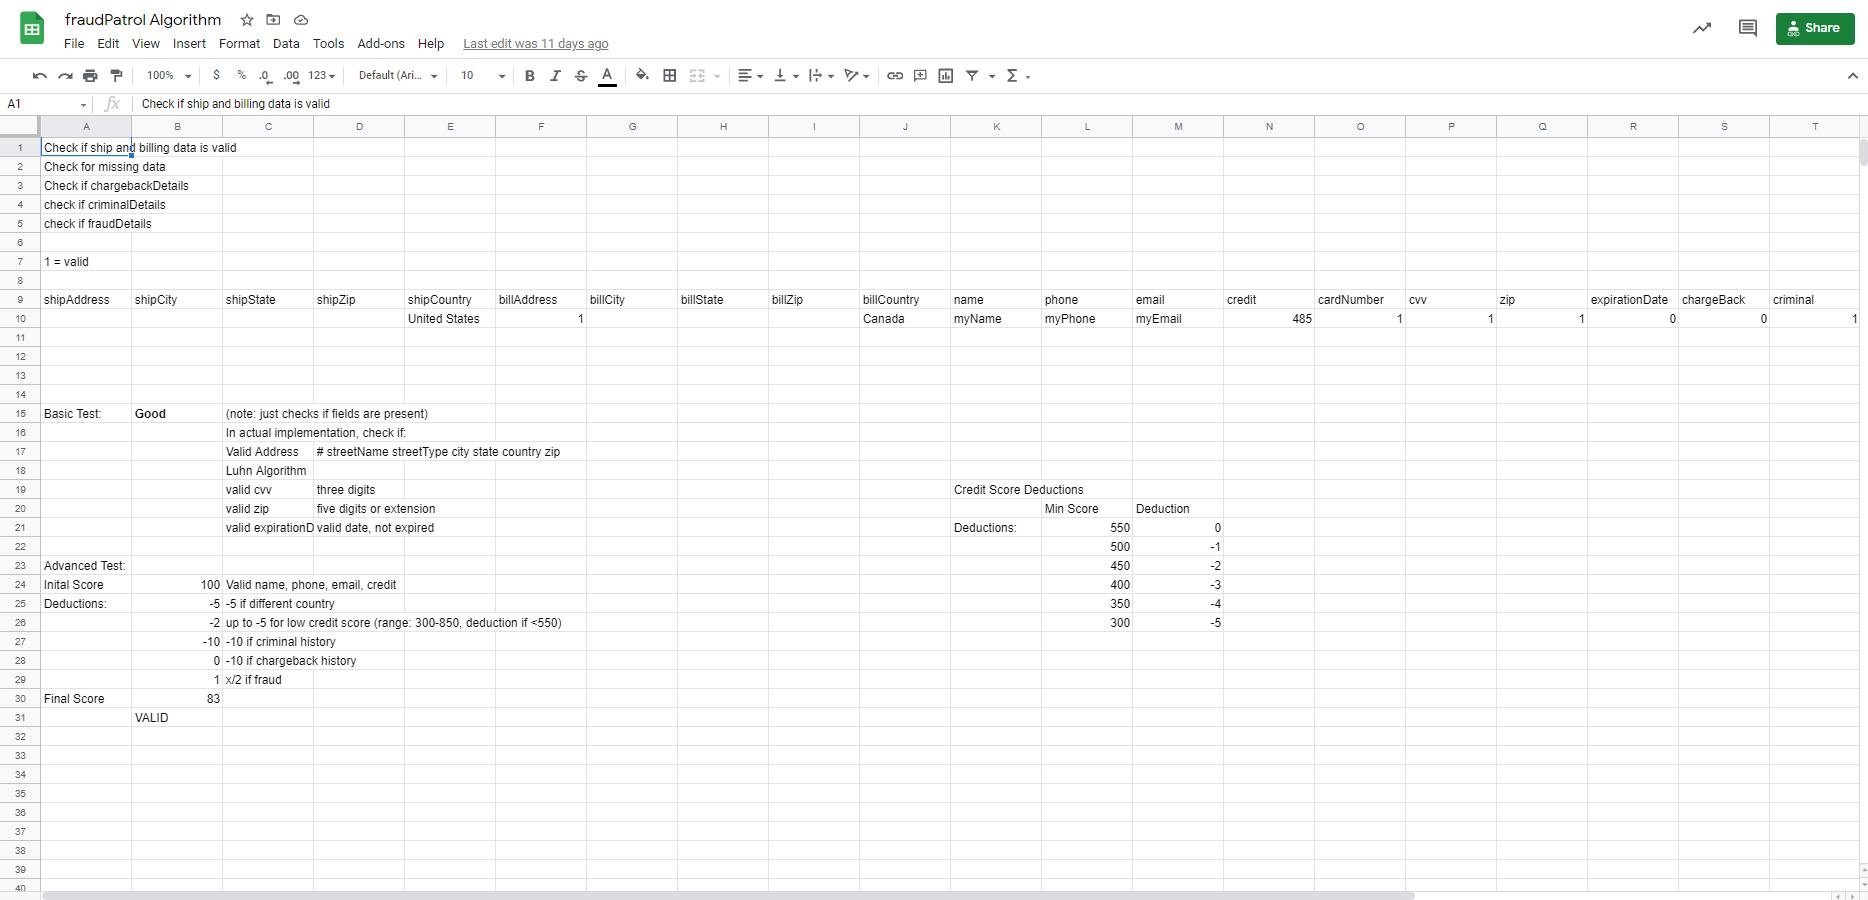 fraudPatrol Algorithm
File Edit View Insert Format Data Tools Add-ons Help Last edit was 11 days ago
Share
100% $ % .0 .00 123 Default (Ari... 10 B I S A
A1 fx Check if ship and billing data is valid
A B C D E F G H I J K L M N O P Q R S T
1 Check if ship and billing data is valid
2 Check for missing data
3 Check if chargebackDetails
4 check if criminalDetails
5 check if fraudDetails
6
7 1 = valid
8
9 shipAddress shipCity shipState shipZip shipCountry billAddress billCity billState billZip billCountry name phone email credit cardNumber cvv zip expirationDate chargeBack criminal
10 United States 1 Canada myName myPhone myEmail 485 1 1 1 0 0 1
11
12
13
14
15 Basic Test: Good (note: just checks if fields are present)
16 In actual implementation, check if:
17 Valid Address # streetName streetType city state country zip
18 Luhn Algorithm
19 valid cvv three digits Credit Score Deductions
20 valid zip five digits or extension Min Score Deduction
21 valid expirationD valid date, not expired Deductions: 550 0
22 500 -1
23 Advanced Test: 450 -2
24 Inital Score 100 Valid name, phone, email, credit 400 -3
25 Deductions: -5 -5 if different country 350 -4
26 -2 up to -5 for low credit score (range: 300-850, deduction if <550) 300 -5
27 -10 -10 if criminal history
28 0 -10 if chargeback history
29 1 x/2 if fraud
30 Final Score 83
31 VALID
32
33
34
35
36
37
38
39
40